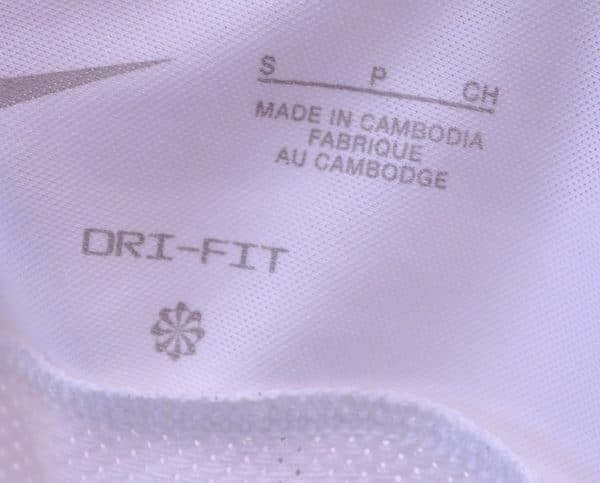 S P CH
MADE IN CAMBODIA
FABRIQUE
AU CAMBODGE
DRI-FIT